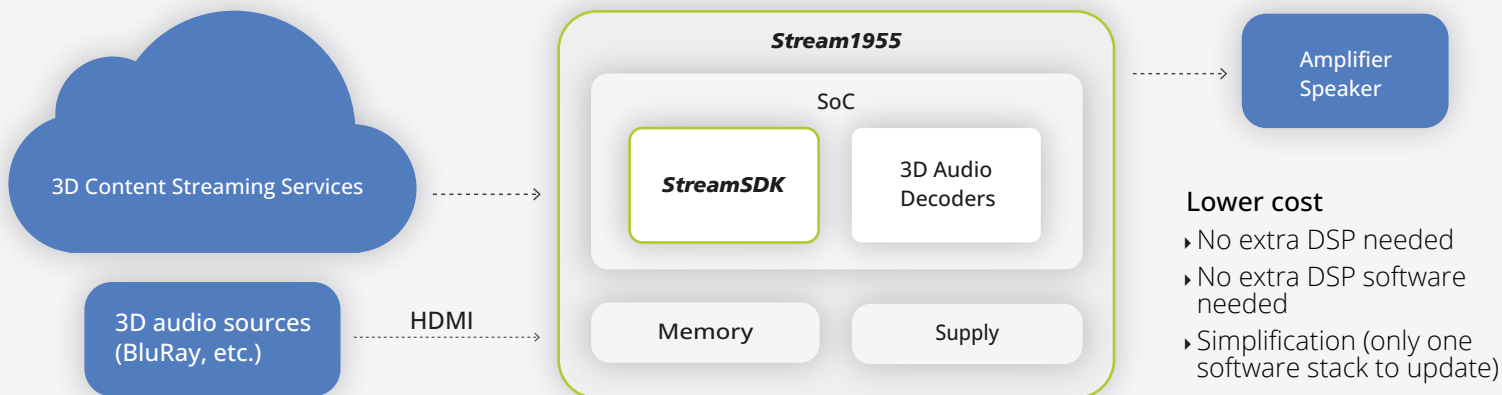 3D Content Streaming Services
3D audio sources
(BluRay, etc.)
HDMI
Stream1955
SoC
StreamSDK
3D Audio
Decoders
Memory
Supply
Amplifier
Speaker
Lower cost
▸ No extra DSP needed
▸ No extra DSP software
needed
▸ Simplification (only one
software stack to update)